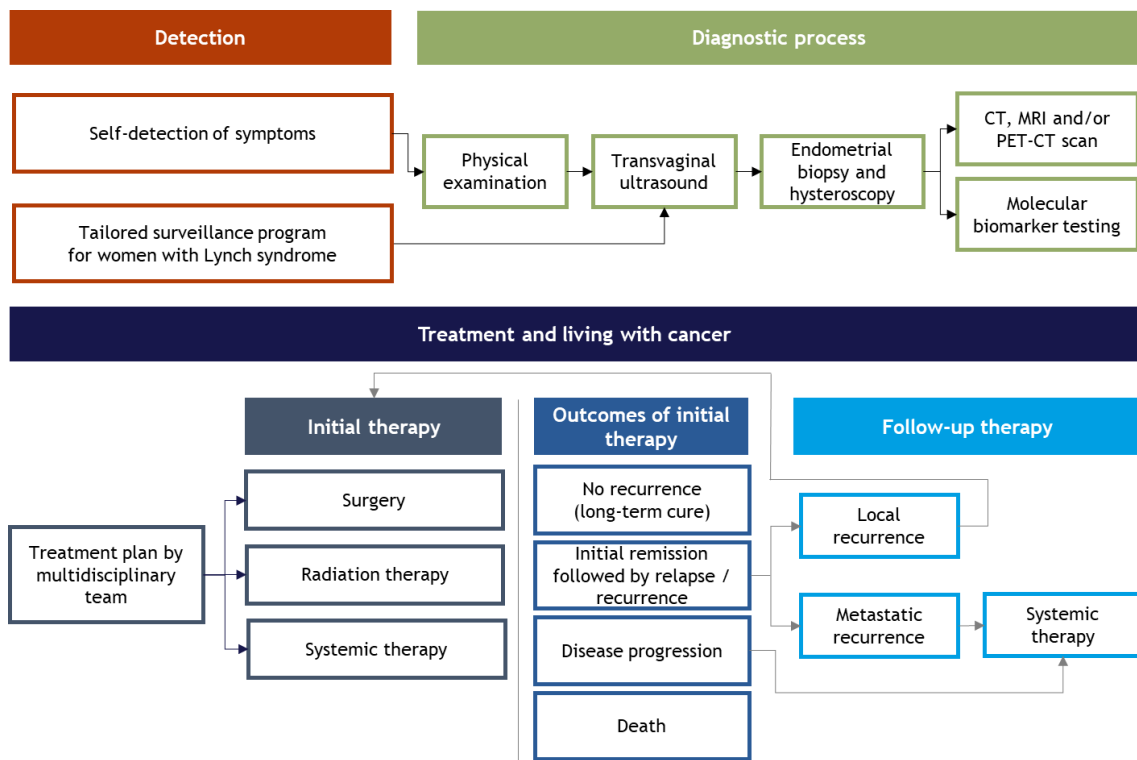 Detection
Diagnostic process
Self-detection of symptoms
Tailored surveillance program
for women with Lynch syndrome
Physical
examination
Transvaginal
ultrasound
Endometrial
biopsy and
hysteroscopy
CT, MRI and/or
PET-CT scan
Molecular
biomarker testing
Treatment and living with cancer
Treatment plan by
multidisciplinary
team
Initial therapy
Surgery
Radiation therapy
Systemic therapy
Outcomes of initial
therapy
No recurrence
(long-term cure)
Initial remission
followed by relapse /
recurrence
Disease progression
Death
Follow-up therapy
Local
recurrence
Metastatic
recurrence
Systemic
therapy